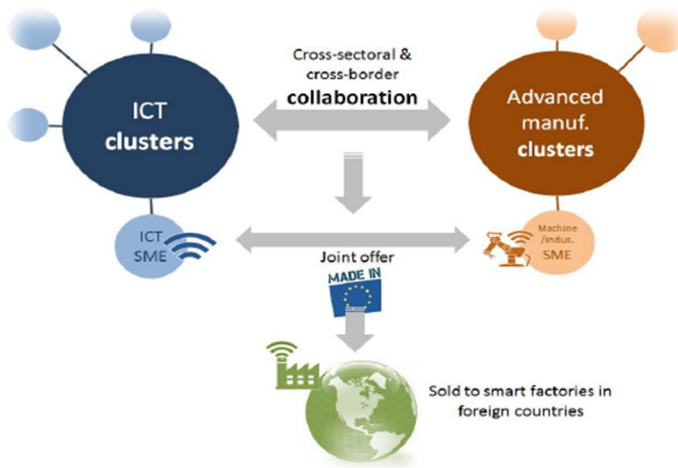 Cross-sectoral &
cross-border
collaboration
ICT
clusters
Advanced
manuf.
clusters
ICT
SME
Machine
/indus.
SME
Joint offer
MADE IN
Sold to smart factories in
foreign countries